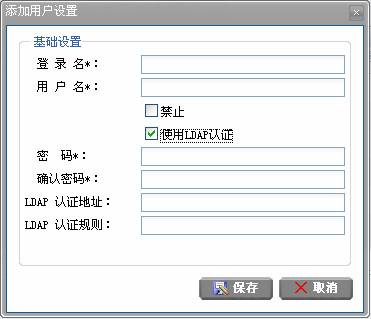 添加用户设置
基础设置
登 录 名*：
用 户 名*：
禁止
使用LDAP认证
密  码*：
确认密码*：
LDAP 认证地址：
LDAP 认证规则：
保存 取消